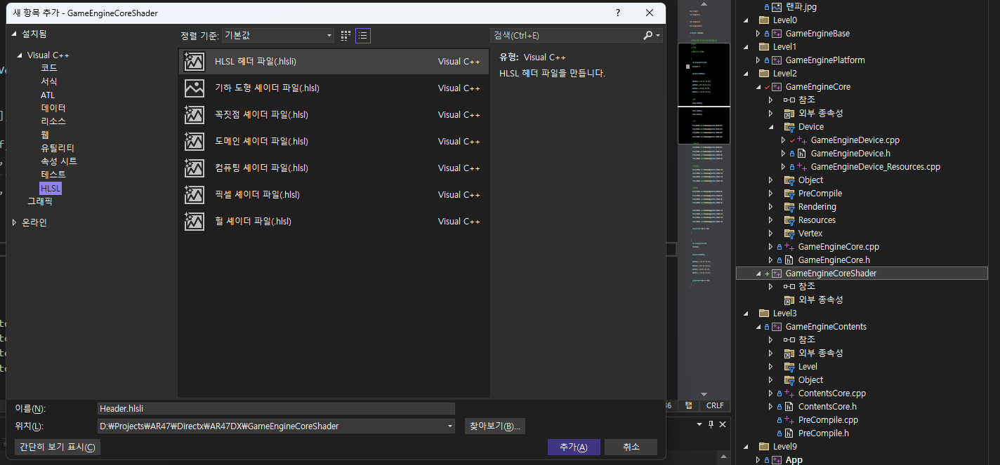 새 항목 추가 - GameEngineCoreShader
?
설치됨
Visual C++
코드
서식
ATL
데이터
리소스
웹
유틸리티
속성 시트
테스트
HLSL
그래픽
온라인
정렬 기준: 기본값
HLSL 헤더 파일(.hlsli) Visual C++
기하 도형 셰이더 파일(.hlsl) Visual C++
꼭짓점 셰이더 파일(.hlsl) Visual C++
도메인 셰이더 파일(.hlsl) Visual C++
컴퓨팅 셰이더 파일(.hlsl) Visual C++
픽셀 셰이더 파일(.hlsl) Visual C++
헐 셰이더 파일(.hlsl) Visual C++
검색(Ctrl+E)
유형: Visual C++
HLSL 헤더 파일을 만듭니다.
이름(N): Header.hlsli
위치(L): D:₩Projects₩AR47₩Directx₩AR47DX₩GameEngineCoreShader
찾아보기(B)...
간단히 보기 표시(C)
추가(A)
취소
탭 CRLF
랜파.jpg
Level0
GameEngineBase
Level1
GameEnginePlatform
Level2
GameEngineCore
참조
외부 종속성
Device
GameEngineDevice.cpp
GameEngineDevice.h
GameEngineDevice_Resources.cpp
Object
PreCompile
Rendering
Resources
Vertex
GameEngineCore.cpp
GameEngineCore.h
GameEngineCoreShader
참조
외부 종속성
Level3
GameEngineContents
참조
외부 종속성
Level
Object
ContentsCore.cpp
ContentsCore.h
PreCompile.cpp
PreCompile.h
Level9
App